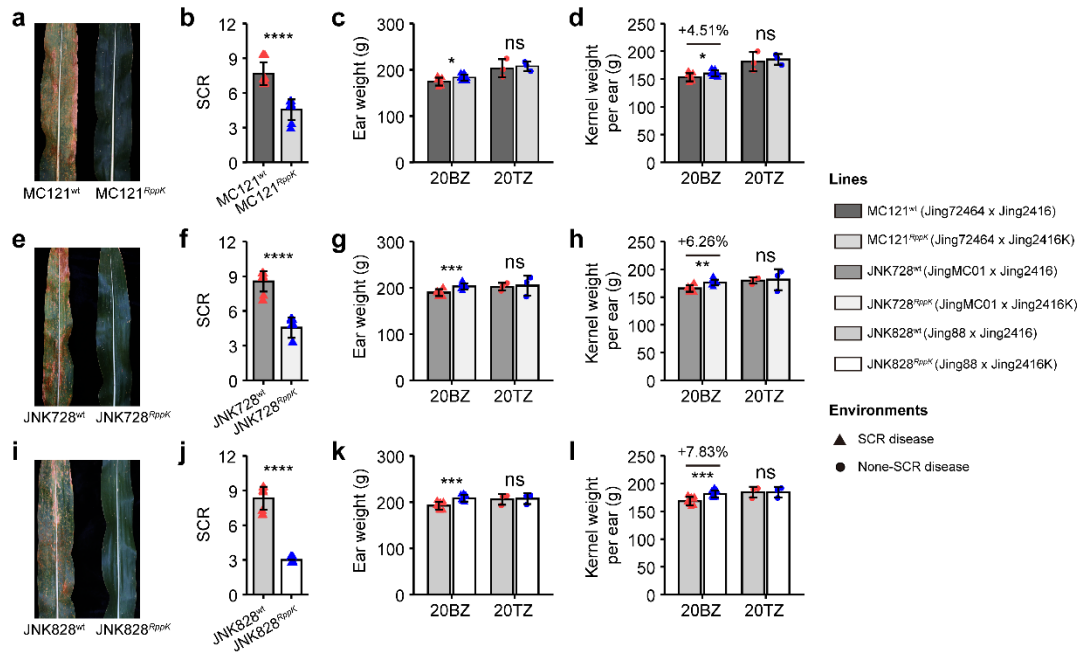 a
MC121wt MC121RppK
b
SCR
12
9
6
3
0
****
MC121wt
MC121RppK
c
Ear weight (g)
300
200
100
0
*
ns
20BZ 20TZ
d
Kernel weight
per ear (g)
250
200
150
100
50
0
+4.51%
*
ns
20BZ 20TZ
e
JNK728wt JNK728RppK
f
SCR
12
9
6
3
0
****
JNK728wt
JNK728RppK
g
Ear weight (g)
300
200
100
0
***
ns
20BZ 20TZ
h
Kernel weight
per ear (g)
250
200
150
100
50
0
+6.26%
**
ns
20BZ 20TZ
i
JNK828wt JNK828RppK
j
SCR
12
9
6
3
0
****
JNK828wt
JNK828RppK
k
Ear weight (g)
300
200
100
0
***
ns
20BZ 20TZ
l
Kernel weight
per ear (g)
250
200
150
100
50
0
+7.83%
***
ns
20BZ 20TZ
Lines
MC121wt (Jing72464 x Jing2416)
MC121RppK (Jing72464 x Jing2416K)
JNK728wt (JingMC01 x Jing2416)
JNK728RppK (JingMC01 x Jing2416K)
JNK828wt (Jing88 x Jing2416)
JNK828RppK (Jing88 x Jing2416K)
Environments
SCR disease
None-SCR disease